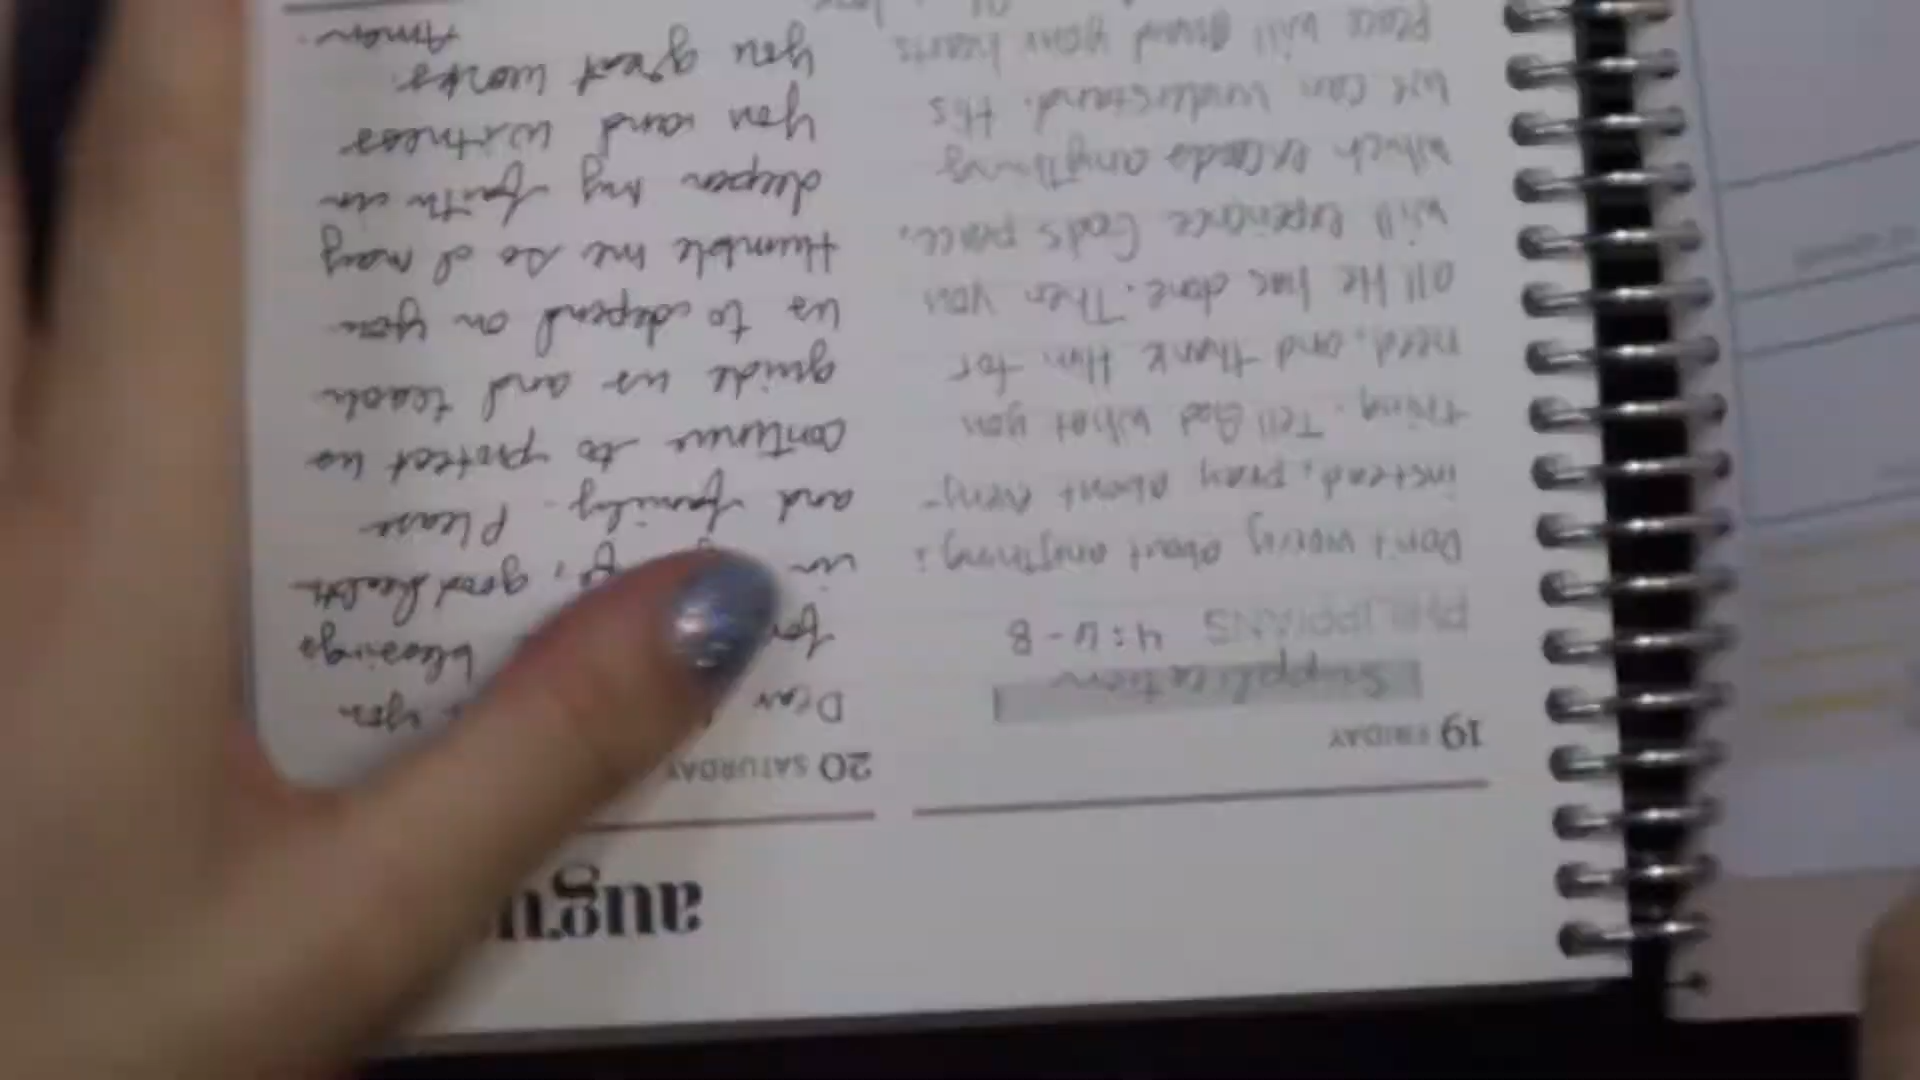 augu
19 FRIDAY
Supplication
PHILIPPIANS 4:6-8
Don't worry about anything;
instead, pray about every-
thing. Tell God what you
need, and thank Him for
all He has done. Then you
will experience God's peace,
which exceeds anything
we can understand. His
peace will guard your hearts
20 SATURDAY
Dear you
for blessings
in good health
and family. Please
continue to protect us
guide us and teach
us to depend on you.
Humble me so I may
deepen my faith in
you and witness
you great works.
Amen.